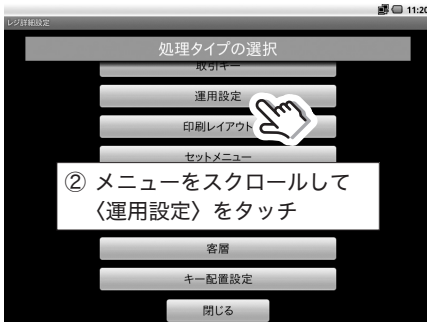 11:20
レジ詳細設定
処理タイプの選択
取引キー
運用設定
印刷レイアウト
セットメニュー
② メニューをスクロールして
〈運用設定〉をタッチ
客層
キー配置設定
閉じる